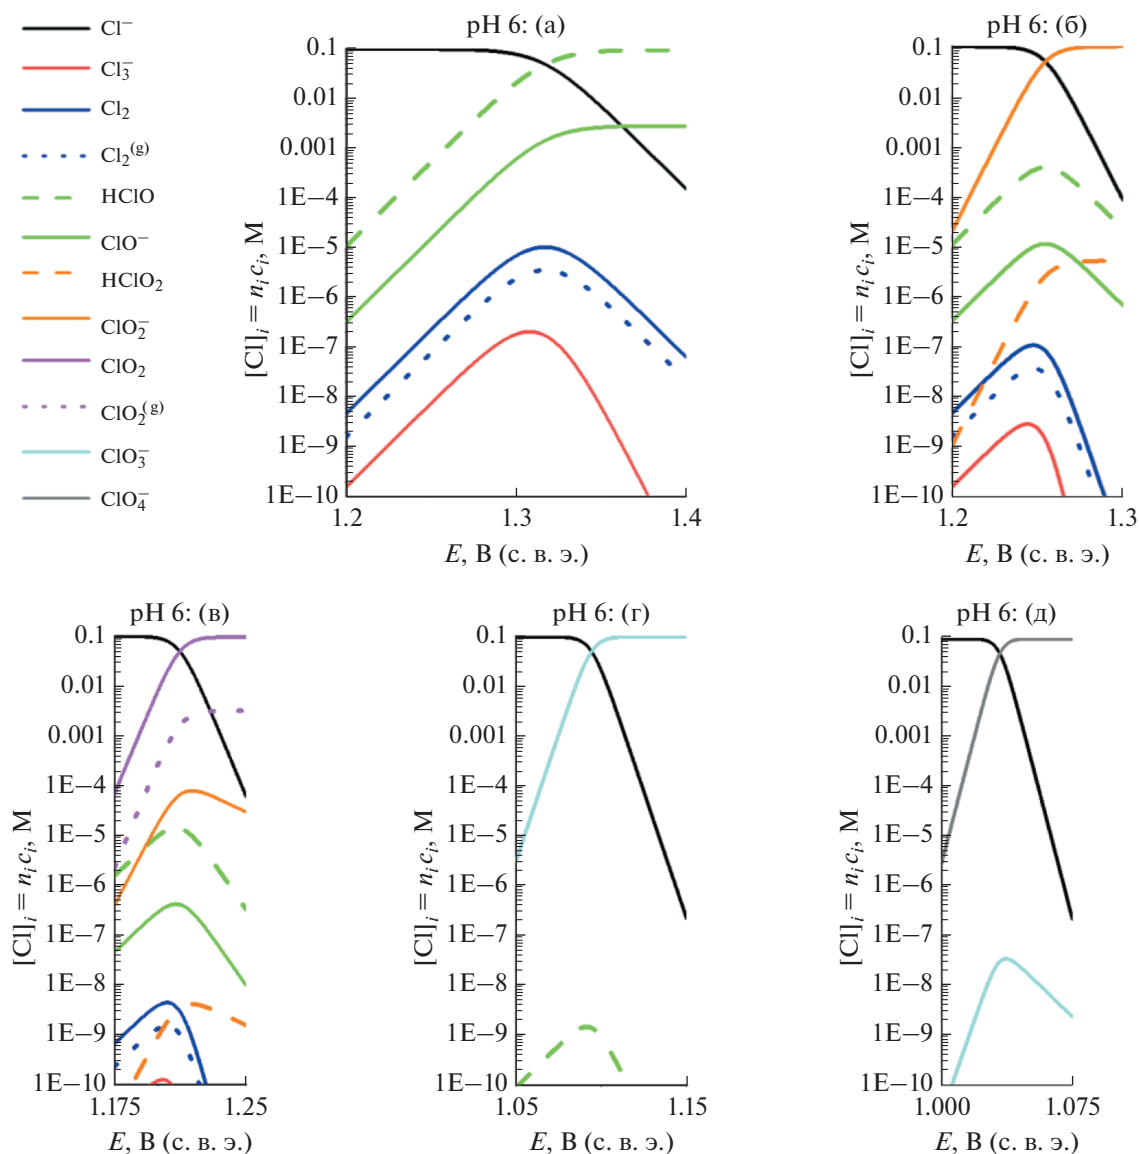 Cl⁻
Cl₃⁻
Cl₂
Cl₂⁽ᵍ⁾
HClO
ClO⁻
HClO₂
ClO₂⁻
ClO₂
ClO₂⁽ᵍ⁾
ClO₃⁻
ClO₄⁻
pH 6: (а)
0.1
0.01
0.001
1E−4
1E−5
1E−6
1E−7
1E−8
1E−9
1E−10
[Cl]ᵢ = nᵢcᵢ, М
1.2
1.3
1.4
E, В (с. в. э.)
pH 6: (б)
0.1
0.01
0.001
1E−4
1E−5
1E−6
1E−7
1E−8
1E−9
1E−10
[Cl]ᵢ = nᵢcᵢ, М
1.2
1.3
E, В (с. в. э.)
pH 6: (в)
0.1
0.01
0.001
1E−4
1E−5
1E−6
1E−7
1E−8
1E−9
1E−10
[Cl]ᵢ = nᵢcᵢ, М
1.175
1.25
E, В (с. в. э.)
pH 6: (г)
0.1
0.01
0.001
1E−4
1E−5
1E−6
1E−7
1E−8
1E−9
1E−10
[Cl]ᵢ = nᵢcᵢ, М
1.05
1.15
E, В (с. в. э.)
pH 6: (д)
0.1
0.01
0.001
1E−4
1E−5
1E−6
1E−7
1E−8
1E−9
1E−10
[Cl]ᵢ = nᵢcᵢ, М
1.000
1.075
E, В (с. в. э.)